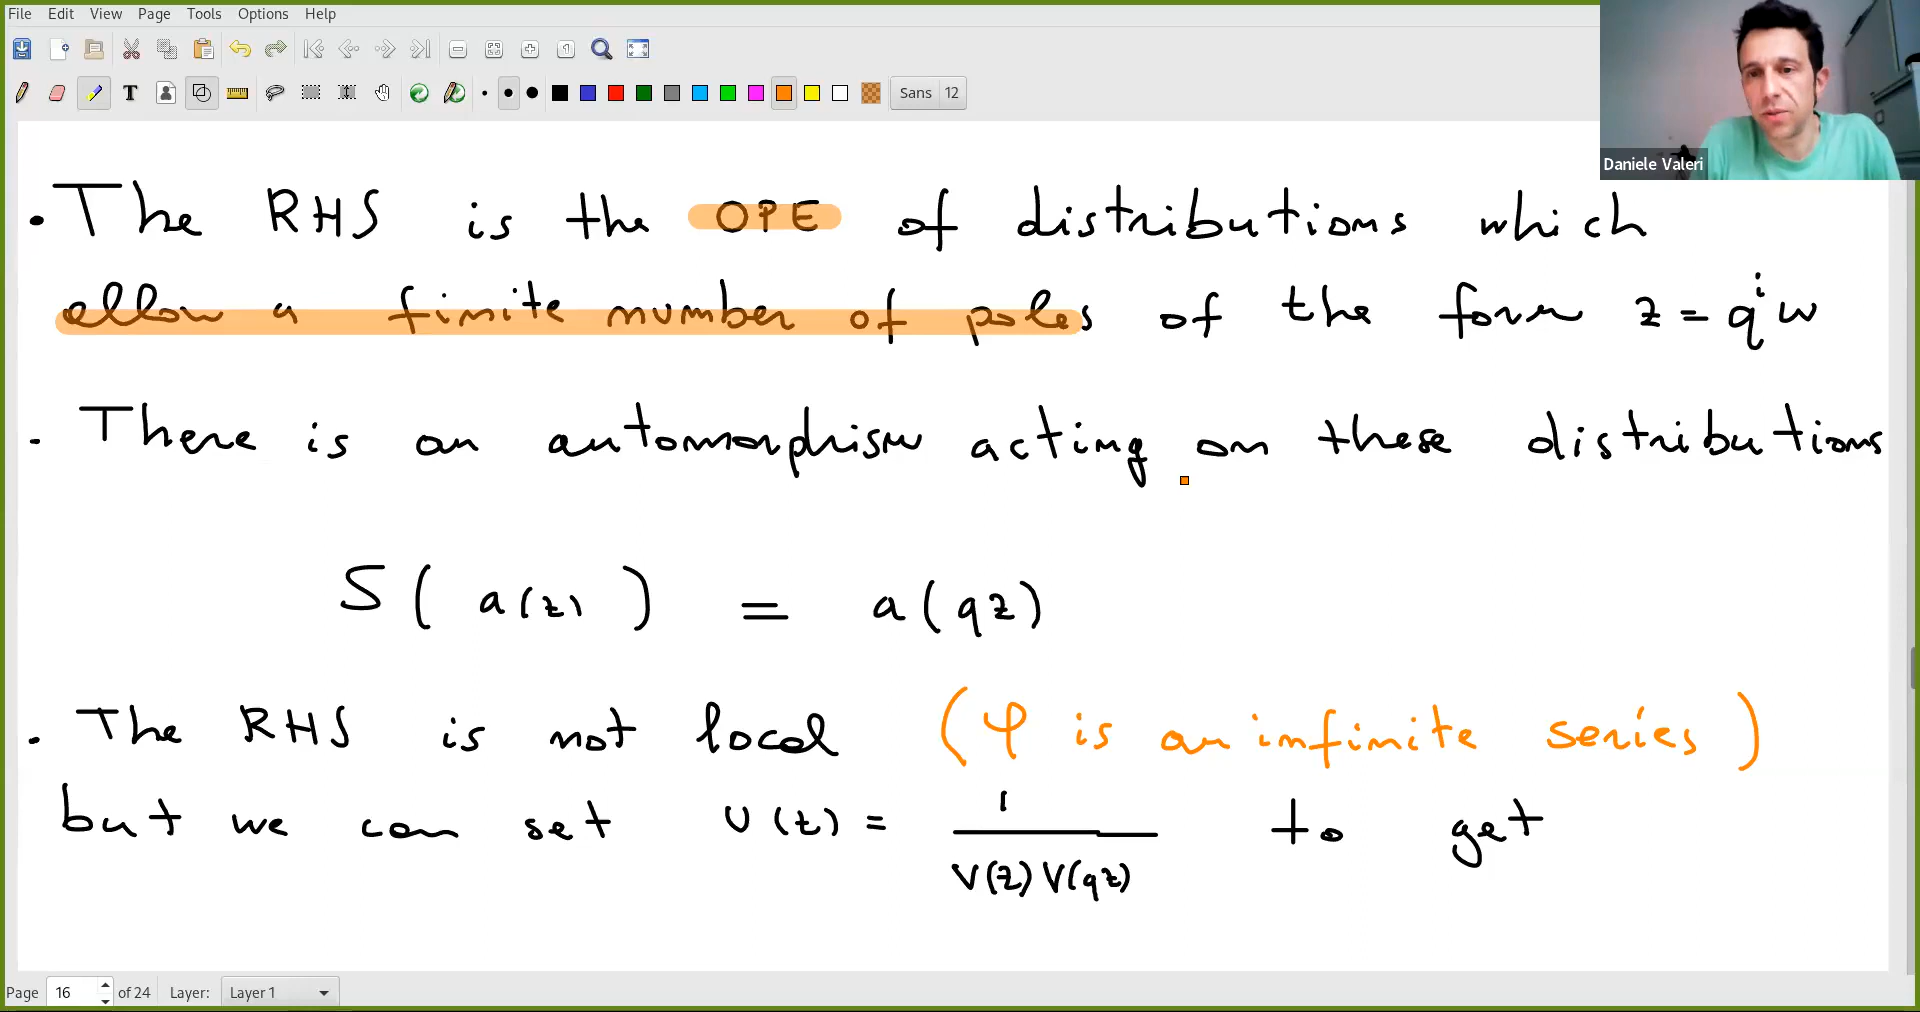 File Edit View Page Tools Options Help
Sans 12
Daniele Valeri
• The RHS is the OPE of distributions which
allow a finite number of poles of the form z = qⁱw
. There is an automorphism acting on these distributions
S(a(z)) = a(qz)
. The RHS is not local (φ is an infinite series)
but we can set U(z) = 1 / V(z)V(qz) to get
Page 16 of 24 Layer: Layer 1